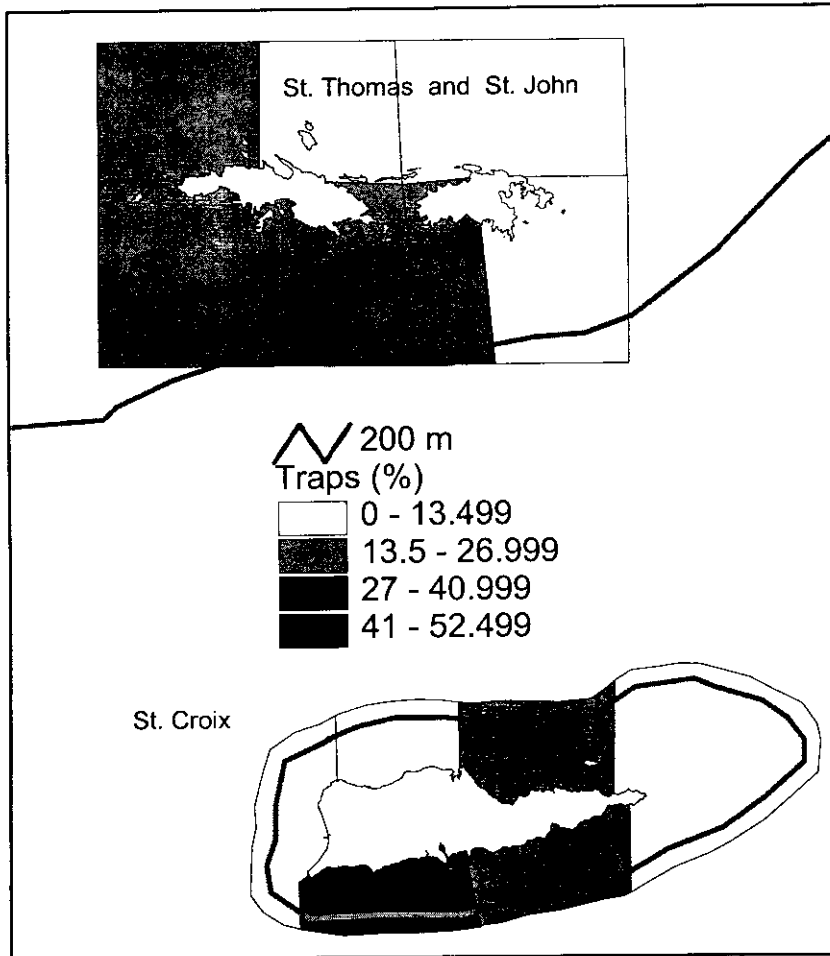 St. Thomas and St. John
200 m
Traps (%)
0 - 13.499
13.5 - 26.999
27 - 40.999
41 - 52.499
St. Croix